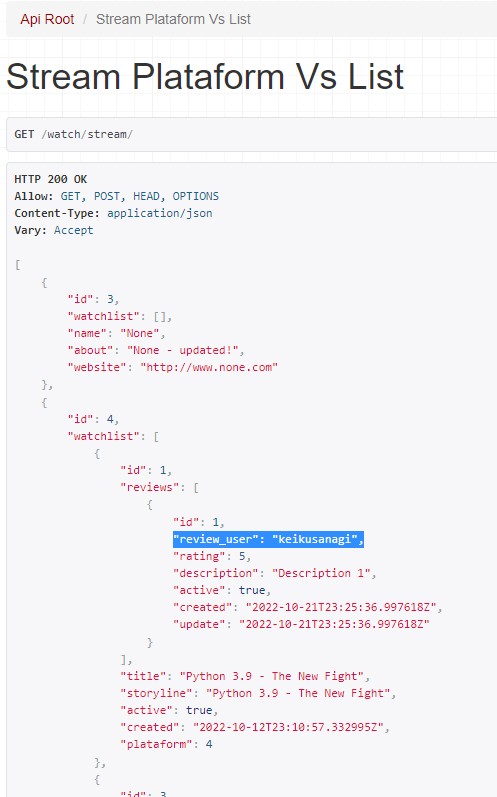 Api Root / Stream Plataform Vs List
Stream Plataform Vs List
GET /watch/stream/
HTTP 200 OK
Allow: GET, POST, HEAD, OPTIONS
Content-Type: application/json
Vary: Accept
[
{
"id": 3,
"watchlist": [],
"name": "None",
"about": "None - updated!",
"website": "http://www.none.com"
},
{
"id": 4,
"watchlist": [
{
"id": 1,
"reviews": [
{
"id": 1,
"review_user": "keikusanagi",
"rating": 5,
"description": "Description 1",
"active": true,
"created": "2022-10-21T23:25:36.997618Z",
"update": "2022-10-21T23:25:36.997618Z"
}
],
"title": "Python 3.9 - The New Fight",
"storyline": "Python 3.9 - The New Fight",
"active": true,
"created": "2022-10-12T23:10:57.332995Z",
"plataform": 4
},
{
"id": 3